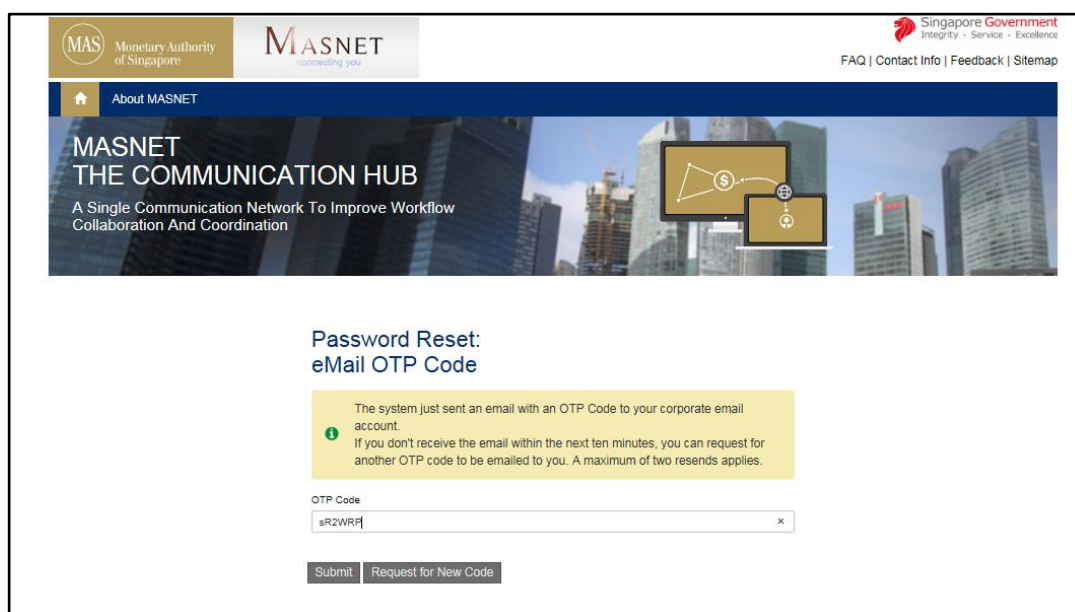 MAS
Monetary Authority
of Singapore
MASNET
connecting you
Singapore Government
Integrity · Service · Excellence
FAQ | Contact Info | Feedback | Sitemap
About MASNET
MASNET
THE COMMUNICATION HUB
A Single Communication Network To Improve Workflow
Collaboration And Coordination
$
Password Reset:
eMail OTP Code
The system just sent an email with an OTP Code to your corporate email
account.
If you don't receive the email within the next ten minutes, you can request for
another OTP code to be emailed to you. A maximum of two resends applies.
OTP Code
sR2WRP
×
Submit Request for New Code